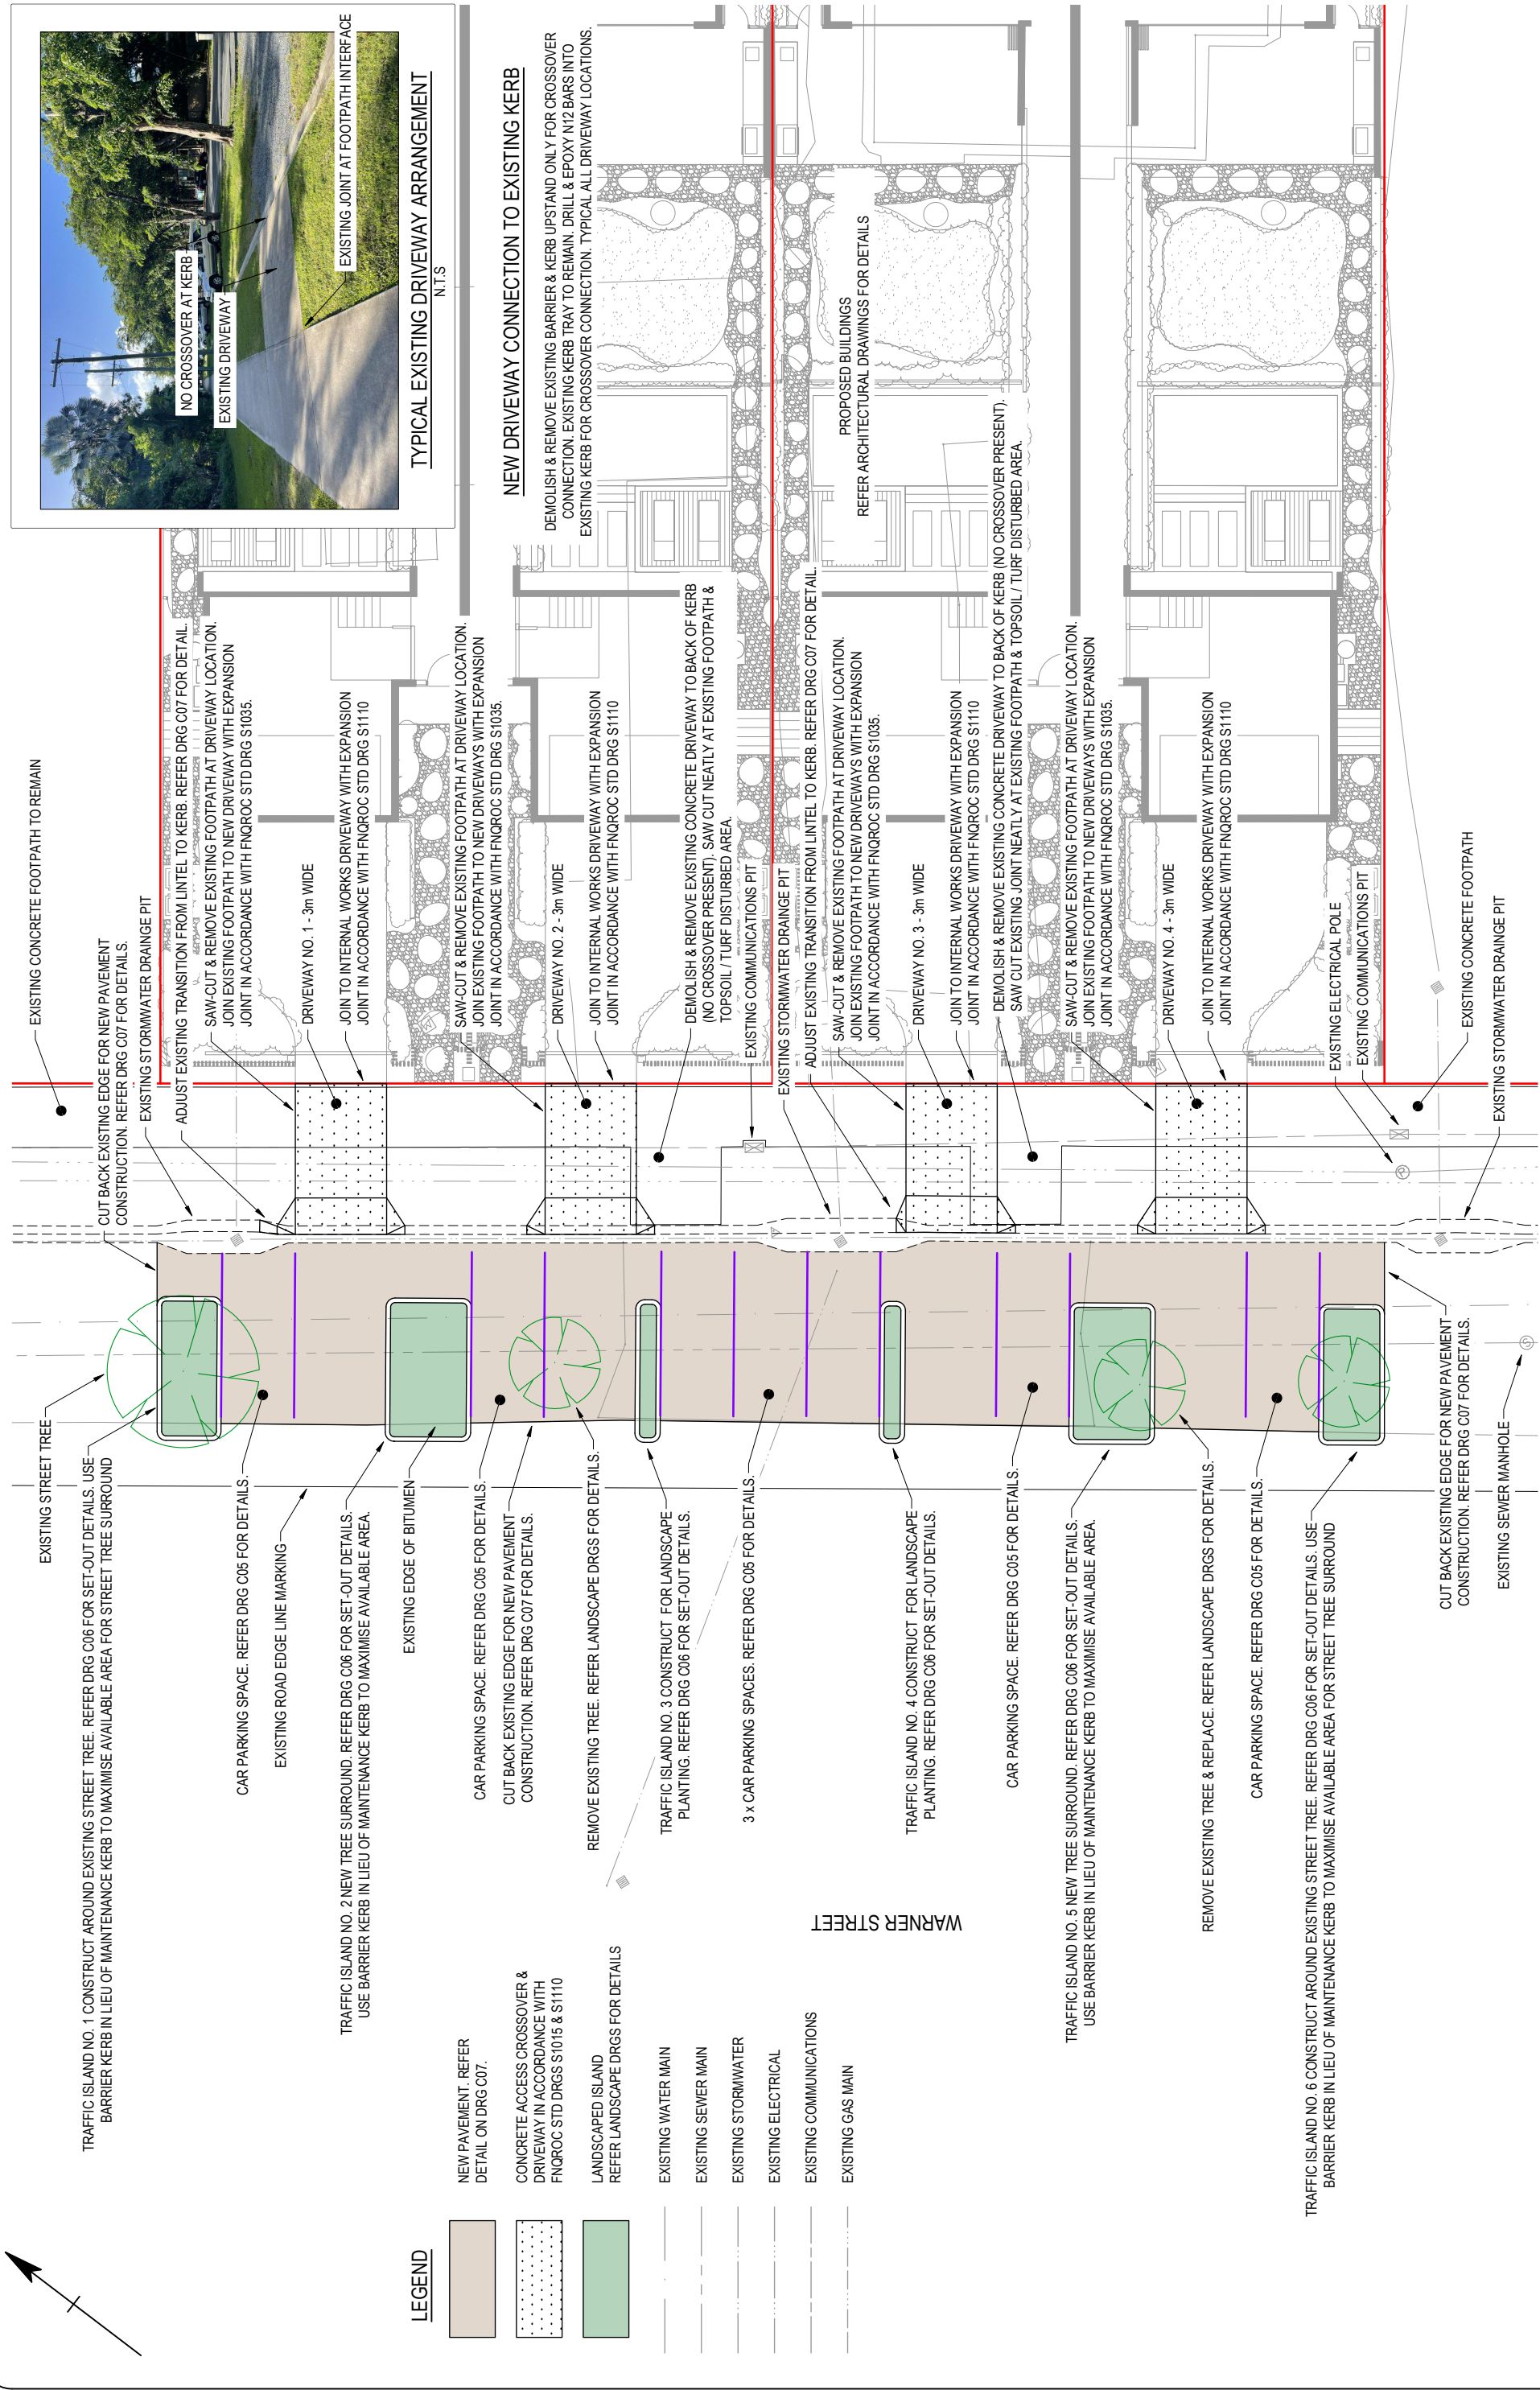 EXISTING CONCRETE FOOTPATH TO REMAIN
CUT BACK EXISTING EDGE FOR NEW PAVEMENT
CONSTRUCTION. REFER DRG C07 FOR DETAILS.
EXISTING STORMWATER DRAINGE PIT
ADJUST EXISTING TRANSITION FROM LINTEL TO KERB. REFER DRG C07 FOR DETAIL.
SAW-CUT & REMOVE EXISTING FOOTPATH AT DRIVEWAY LOCATION.
JOIN EXISTING FOOTPATH TO NEW DRIVEWAY WITH EXPANSION
JOINT IN ACCORDANCE WITH FNQROC STD DRG S1035.
DRIVEWAY NO. 1 - 3m WIDE
JOIN TO INTERNAL WORKS DRIVEWAY WITH EXPANSION
JOINT IN ACCORDANCE WITH FNQROC STD DRG S1110
SAW-CUT & REMOVE EXISTING FOOTPATH AT DRIVEWAY LOCATION.
JOIN EXISTING FOOTPATH TO NEW DRIVEWAYS WITH EXPANSION
JOINT IN ACCORDANCE WITH FNQROC STD DRG S1035.
DRIVEWAY NO. 2 - 3m WIDE
JOIN TO INTERNAL WORKS DRIVEWAY WITH EXPANSION
JOINT IN ACCORDANCE WITH FNQROC STD DRG S1110
DEMOLISH & REMOVE EXISTING CONCRETE DRIVEWAY TO BACK OF KERB
(NO CROSSOVER PRESENT). SAW CUT NEATLY AT EXISTING FOOTPATH &
TOPSOIL / TURF DISTURBED AREA.
EXISTING COMMUNICATIONS PIT
EXISTING STORMWATER DRAINGE PIT
ADJUST EXISTING TRANSITION FROM LINTEL TO KERB. REFER DRG C07 FOR DETAIL.
SAW-CUT & REMOVE EXISTING FOOTPATH AT DRIVEWAY LOCATION.
JOIN EXISTING FOOTPATH TO NEW DRIVEWAYS WITH EXPANSION
JOINT IN ACCORDANCE WITH FNQROC STD DRG S1035.
DRIVEWAY NO. 3 - 3m WIDE
JOIN TO INTERNAL WORKS DRIVEWAY WITH EXPANSION
JOINT IN ACCORDANCE WITH FNQROC STD DRG S1110
DEMOLISH & REMOVE EXISTING CONCRETE DRIVEWAY TO BACK OF KERB (NO CROSSOVER PRESENT).
SAW CUT EXISTING JOINT NEATLY AT EXISTING FOOTPATH & TOPSOIL / TURF DISTURBED AREA.
SAW-CUT & REMOVE EXISTING FOOTPATH AT DRIVEWAY LOCATION.
JOIN EXISTING FOOTPATH TO NEW DRIVEWAYS WITH EXPANSION
JOINT IN ACCORDANCE WITH FNQROC STD DRG S1035.
DRIVEWAY NO. 4 - 3m WIDE
JOIN TO INTERNAL WORKS DRIVEWAY WITH EXPANSION
JOINT IN ACCORDANCE WITH FNQROC STD DRG S1110
EXISTING ELECTRICAL POLE
EXISTING COMMUNICATIONS PIT
EXISTING CONCRETE FOOTPATH
EXISTING STORMWATER DRAINGE PIT
NO CROSSOVER AT KERB
EXISTING DRIVEWAY
EXISTING JOINT AT FOOTPATH INTERFACE
TYPICAL EXISTING DRIVEWAY ARRANGEMENT
N.T.S
NEW DRIVEWAY CONNECTION TO EXISTING KERB
DEMOLISH & REMOVE EXISTING BARRIER & KERB UPSTAND ONLY FOR CROSSOVER
CONNECTION. EXISTING KERB TRAY TO REMAIN. DRILL & EPOXY N12 BARS INTO
EXISTING KERB FOR CROSSOVER CONNECTION. TYPICAL ALL DRIVEWAY LOCATIONS.
PROPOSED BUILDINGS
REFER ARCHITECTURAL DRAWINGS FOR DETAILS
EXISTING STREET TREE
TRAFFIC ISLAND NO. 1 CONSTRUCT AROUND EXISTING STREET TREE. REFER DRG C06 FOR SET-OUT DETAILS. USE
BARRIER KERB IN LIEU OF MAINTENANCE KERB TO MAXIMISE AVAILABLE AREA FOR STREET TREE SURROUND
CAR PARKING SPACE. REFER DRG C05 FOR DETAILS.
EXISTING ROAD EDGE LINE MARKING
TRAFFIC ISLAND NO. 2 NEW TREE SURROUND. REFER DRG C06 FOR SET-OUT DETAILS.
USE BARRIER KERB IN LIEU OF MAINTENANCE KERB TO MAXIMISE AVAILABLE AREA.
EXISTING EDGE OF BITUMEN
CAR PARKING SPACE. REFER DRG C05 FOR DETAILS.
CUT BACK EXISTING EDGE FOR NEW PAVEMENT
CONSTRUCTION. REFER DRG C07 FOR DETAILS.
REMOVE EXISTING TREE. REFER LANDSCAPE DRGS FOR DETAILS.
TRAFFIC ISLAND NO. 3 CONSTRUCT FOR LANDSCAPE
PLANTING. REFER DRG C06 FOR SET-OUT DETAILS.
3 x CAR PARKING SPACES. REFER DRG C05 FOR DETAILS.
TRAFFIC ISLAND NO. 4 CONSTRUCT FOR LANDSCAPE
PLANTING. REFER DRG C06 FOR SET-OUT DETAILS.
CAR PARKING SPACE. REFER DRG C05 FOR DETAILS.
TRAFFIC ISLAND NO. 5 NEW TREE SURROUND. REFER DRG C06 FOR SET-OUT DETAILS.
USE BARRIER KERB IN LIEU OF MAINTENANCE KERB TO MAXIMISE AVAILABLE AREA.
REMOVE EXISTING TREE & REPLACE. REFER LANDSCAPE DRGS FOR DETAILS.
CAR PARKING SPACE. REFER DRG C05 FOR DETAILS.
TRAFFIC ISLAND NO. 6 CONSTRUCT AROUND EXISTING STREET TREE. REFER DRG C06 FOR SET-OUT DETAILS. USE
BARRIER KERB IN LIEU OF MAINTENANCE KERB TO MAXIMISE AVAILABLE AREA FOR STREET TREE SURROUND
CUT BACK EXISTING EDGE FOR NEW PAVEMENT
CONSTRUCTION. REFER DRG C07 FOR DETAILS.
EXISTING SEWER MANHOLE
WARNER STREET
LEGEND
NEW PAVEMENT. REFER
DETAIL ON DRG C07.
CONCRETE ACCESS CROSSOVER &
DRIVEWAY IN ACCORDANCE WITH
FNQROC STD DRGS S1015 & S1110
LANDSCAPED ISLAND
REFER LANDSCAPE DRGS FOR DETAILS
EXISTING WATER MAIN
EXISTING SEWER MAIN
EXISTING STORMWATER
EXISTING ELECTRICAL
EXISTING COMMUNICATIONS
EXISTING GAS MAIN
P
S